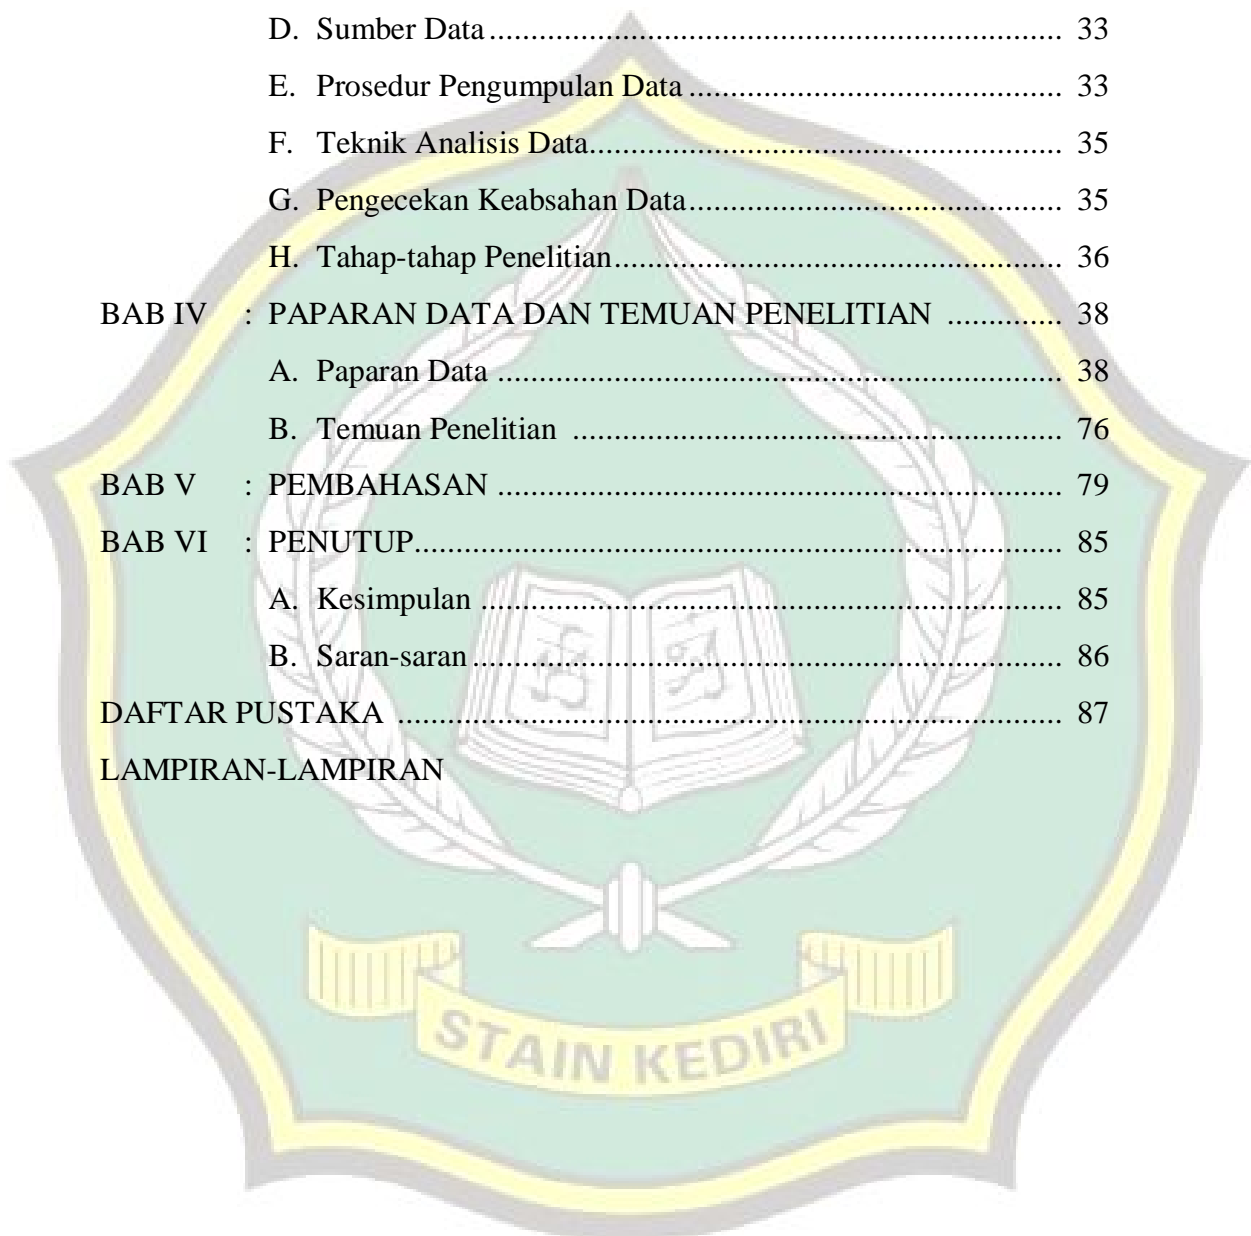 D. Sumber Data ..................................................................... 33
E. Prosedur Pengumpulan Data ............................................. 33
F. Teknik Analisis Data......................................................... 35
G. Pengecekan Keabsahan Data............................................. 35
H. Tahap-tahap Penelitian...................................................... 36
BAB IV : PAPARAN DATA DAN TEMUAN PENELITIAN .............. 38
A. Paparan Data .................................................................... 38
B. Temuan Penelitian ........................................................... 76
BAB V : PEMBAHASAN .................................................................... 79
BAB VI : PENUTUP.............................................................................. 85
A. Kesimpulan ...................................................................... 85
B. Saran-saran ....................................................................... 86
DAFTAR PUSTAKA ................................................................................ 87
LAMPIRAN-LAMPIRAN
STAIN KEDIRI